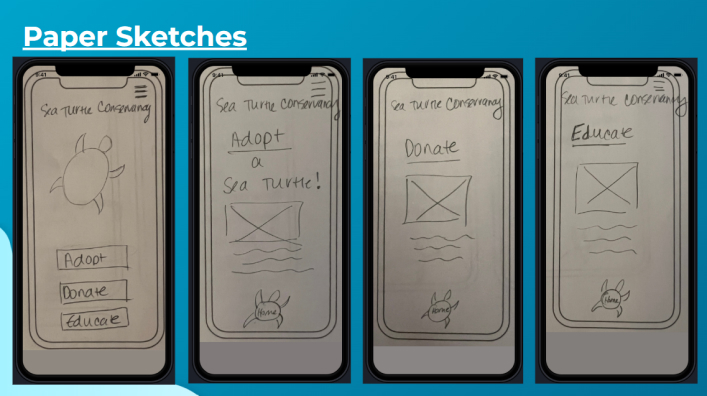 Paper Sketches
9:41
Sea Turtle Conservancy
Adopt
Donate
Educate
9:41
Sea Turtle Conservancy
Adopt
a
Sea Turtle!
Home
9:41
Sea Turtle Conservancy
Donate
Home
9:41
Sea Turtle Conservancy
Educate
Home